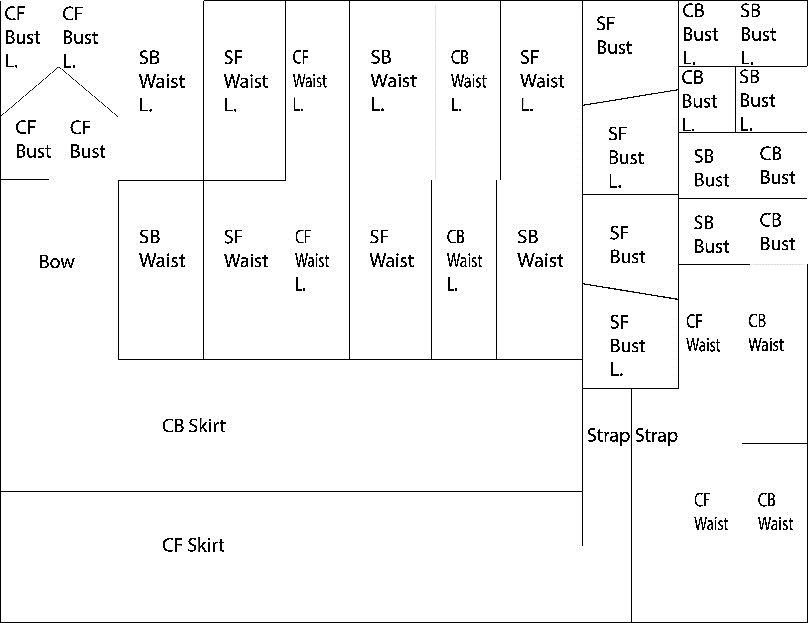 CF
Bust
L.
CF
Bust
L.
CF
Bust
CF
Bust
SB
Waist
L.
SF
Waist
L.
CF
Waist
L.
SB
Waist
L.
CB
Waist
L.
SF
Waist
L.
SF
Bust
CB
Bust
L.
SB
Bust
L.
CB
Bust
L.
SB
Bust
L.
SF
Bust
L.
SB
Bust
CB
Bust
Bow
SB
Waist
SF
Waist
CF
Waist
L.
SF
Waist
CB
Waist
L.
SB
Waist
SF
Bust
SB
Bust
CB
Bust
SF
Bust
L.
CF
Waist
CB
Waist
CB Skirt
Strap
Strap
CF
Waist
CB
Waist
CF Skirt